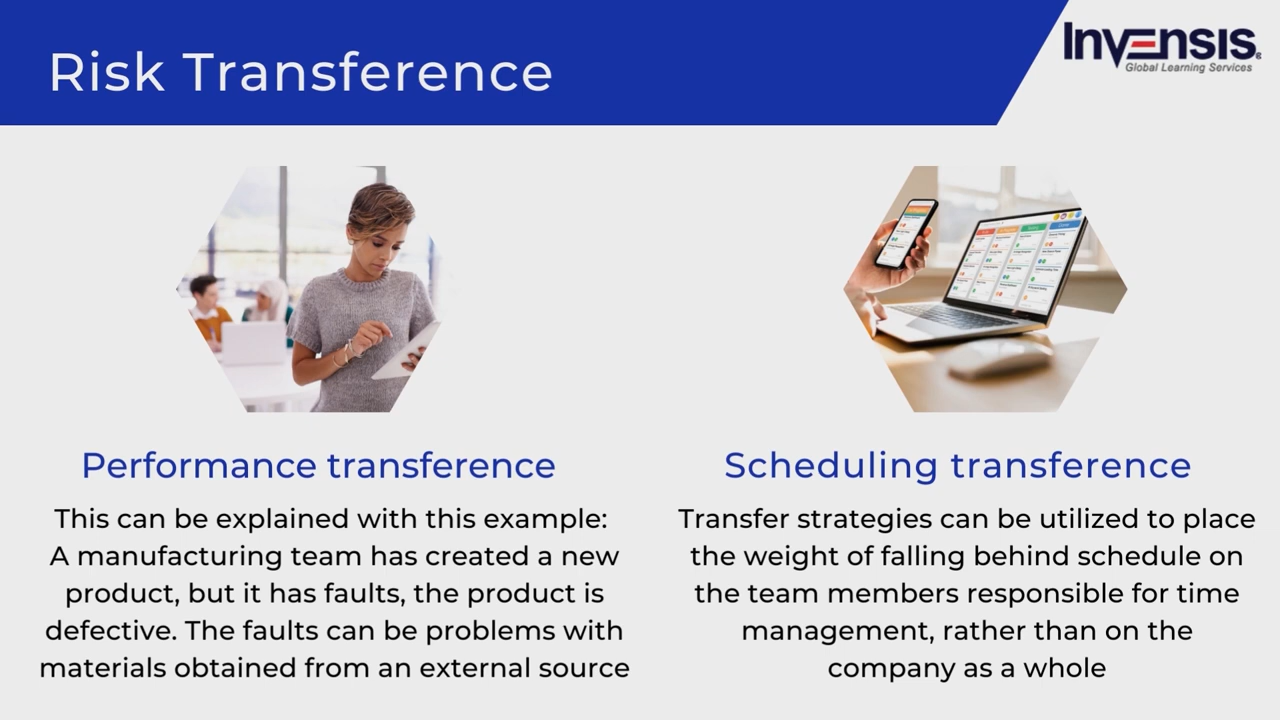 Risk Transference
Invensis
Global Learning Services
Performance transference
This can be explained with this example:
A manufacturing team has created a new
product, but it has faults, the product is
defective. The faults can be problems with
materials obtained from an external source
Scheduling transference
Transfer strategies can be utilized to place
the weight of falling behind schedule on
the team members responsible for time
management, rather than on the
company as a whole